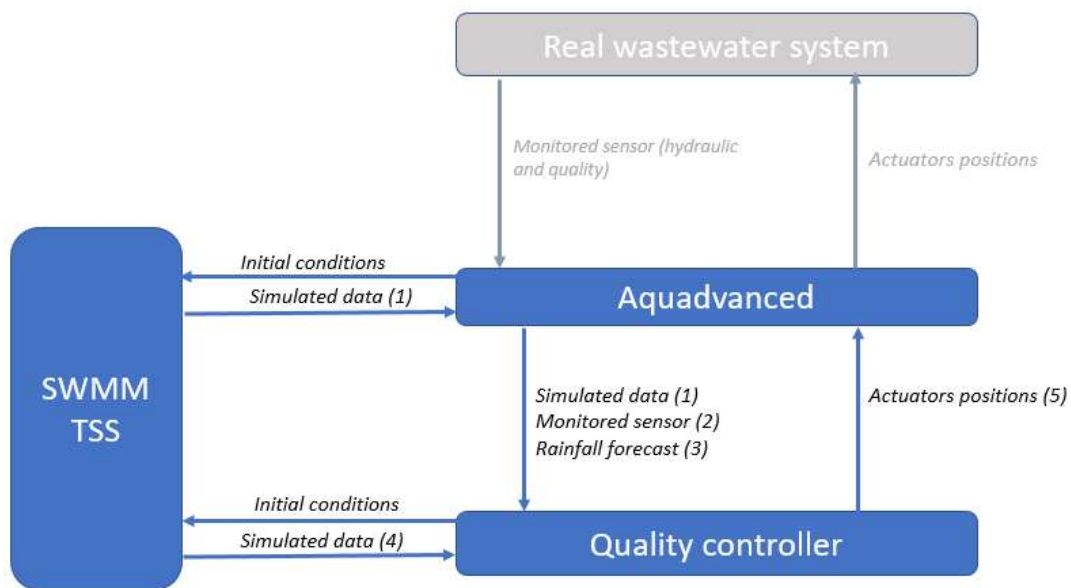 Real wastewater system
Monitored sensor (hydraulic
and quality)
Actuators positions
Initial conditions
Simulated data (1)
Aquadvanced
SWMM
TSS
Simulated data (1)
Monitored sensor (2)
Rainfall forecast (3)
Actuators positions (5)
Initial conditions
Simulated data (4)
Quality controller